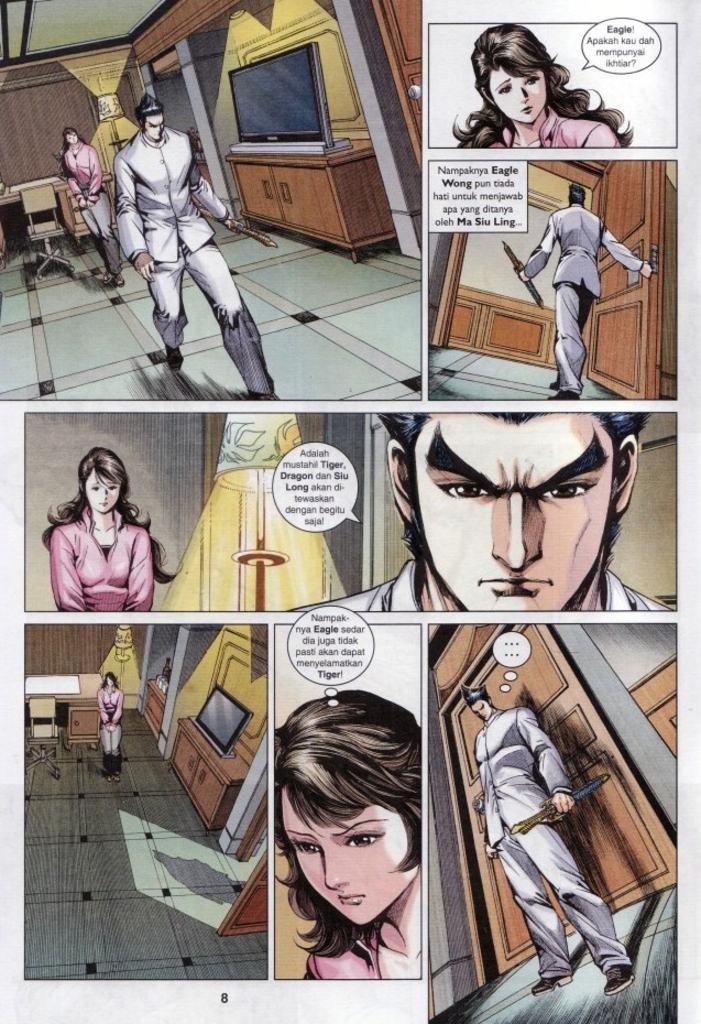 Eagle!
Apakah kau dah
mempunyai
ikhtiar?
Nampaknya Eagle
Wong pun tiada
hati untuk menjawab
apa yang ditanya
oleh Ma Siu Ling...
Adalah
mustahil Tiger,
Dragon dan Siu
Long akan di-
tewaskan
dengan begitu
saja!
Nampak-
nya Eagle sedar
dia juga tidak
pasti akan dapat
menyelamatkan
Tiger!
...
...
8